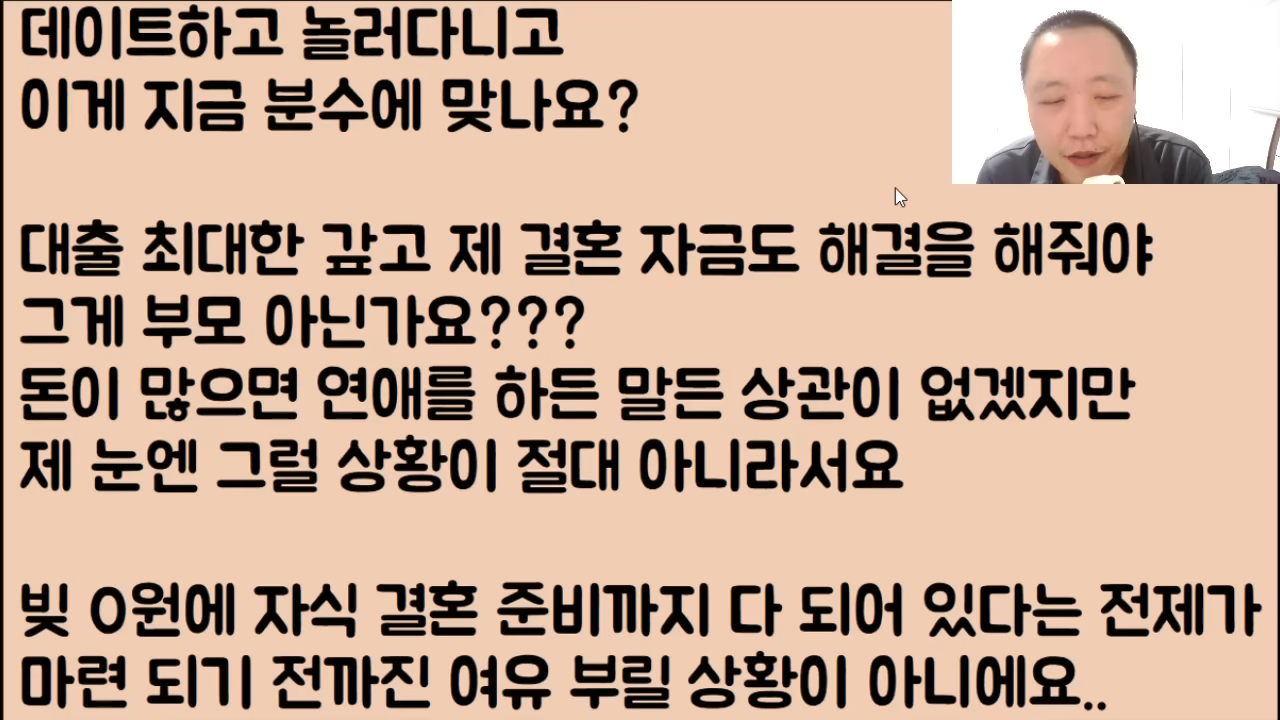 데이트하고 놀러다니고
이게 지금 분수에 맞나요?
대출 최대한 갚고 제 결혼 자금도 해결을 해줘야
그게 부모 아닌가요???
돈이 많으면 연애를 하든 말든 상관이 없겠지만
제 눈엔 그럴 상황이 절대 아니라서요
빚 0원에 자식 결혼 준비까지 다 되어 있다는 전제가
마련 되기 전까진 여유 부릴 상황이 아니에요..